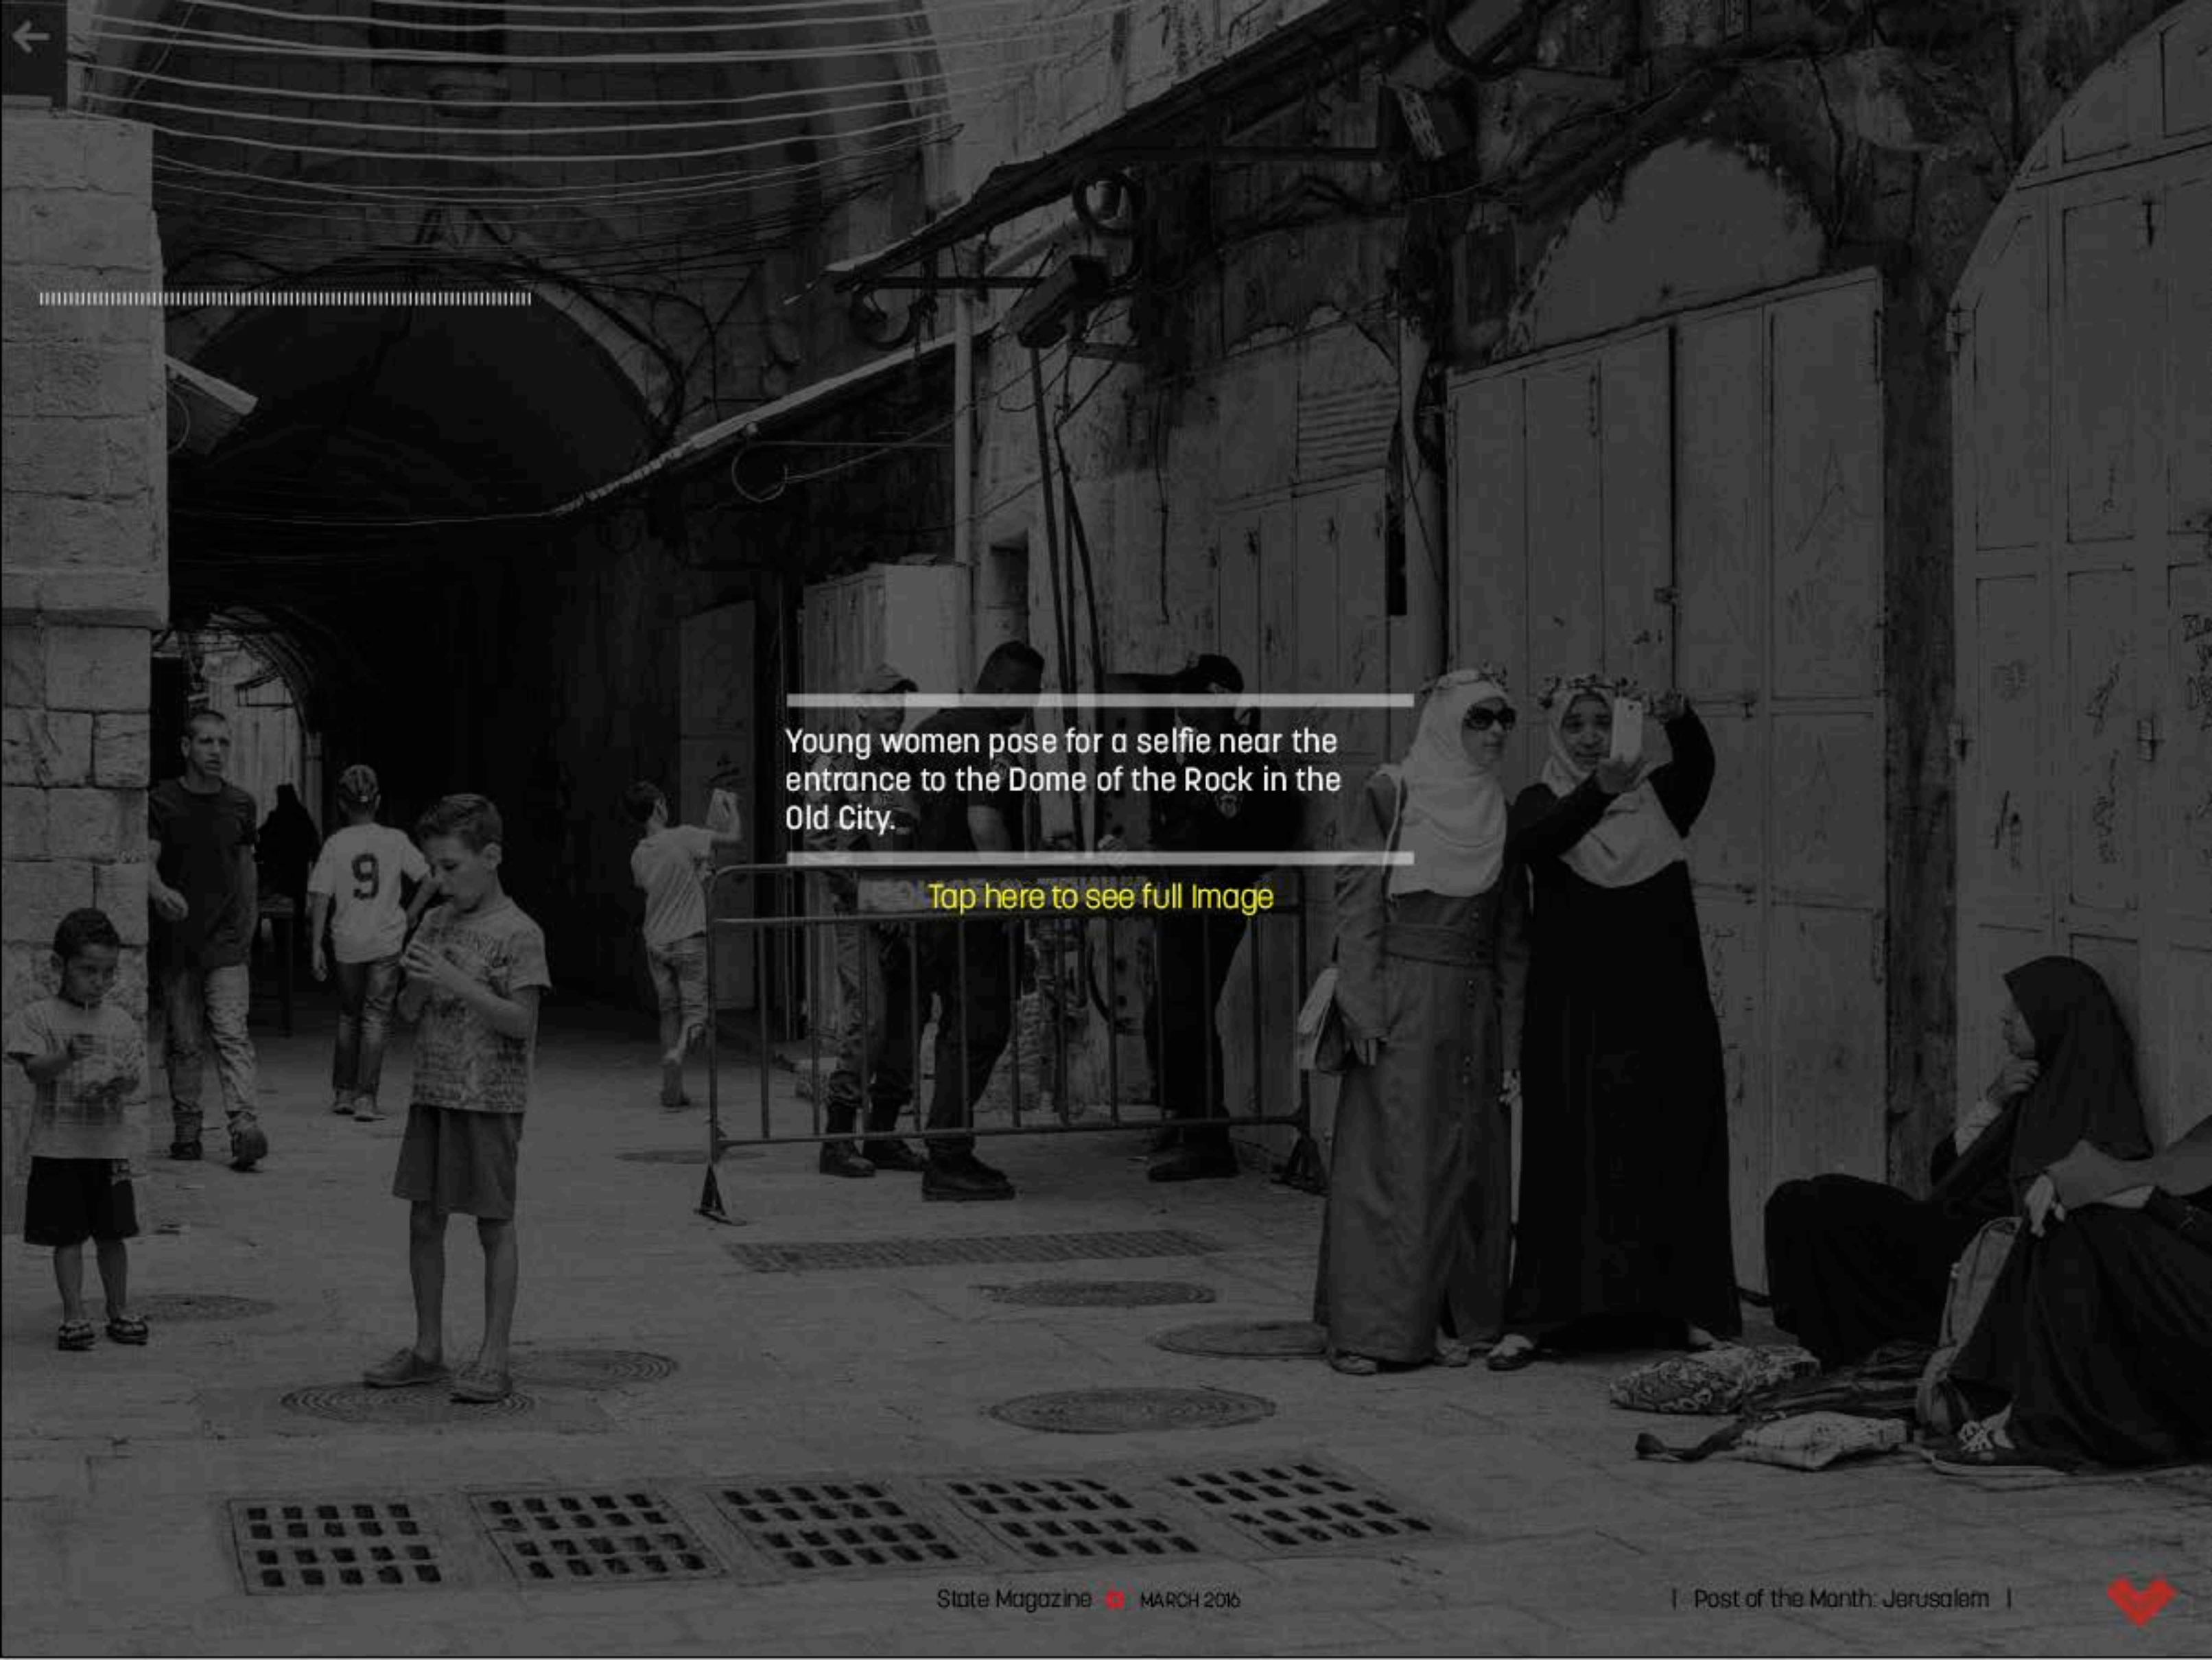 Young women pose for a selfie near the
entrance to the Dome of the Rock in the
Old City.
Tap here to see full Image
9
State Magazine MARCH 2016
| Post of the Month: Jerusalem |